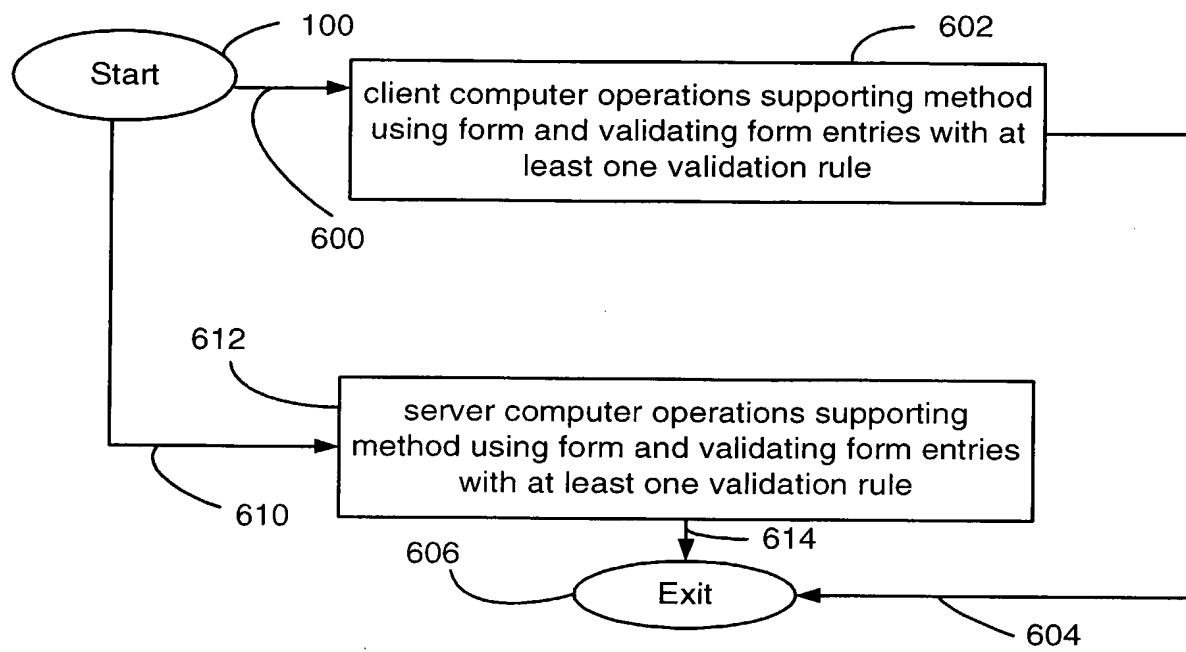 100
602
Start
client computer operations supporting method
using form and validating form entries with at
least one validation rule
600
612
server computer operations supporting
method using form and validating form entries
with at least one validation rule
610
614
606
Exit
604